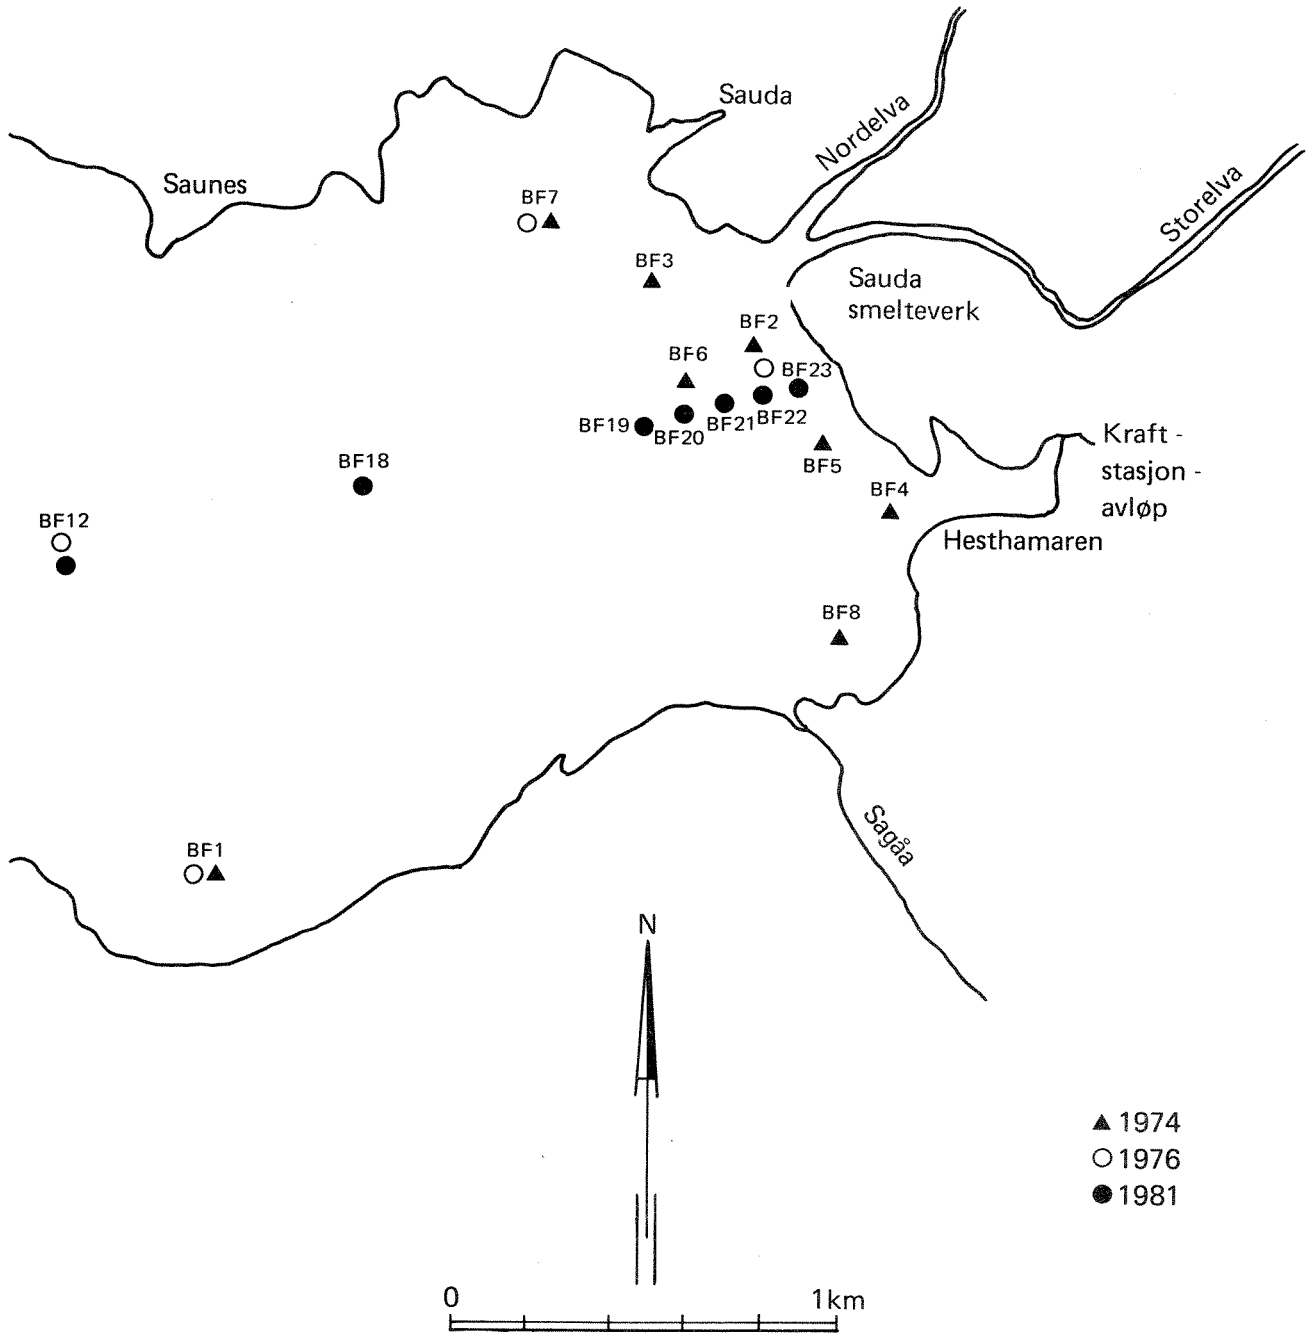 Sauda
Nordelva
Storelva
Saunes
BF7
BF3
Sauda
smelteverk
BF2
BF6
BF23
BF19
BF20
BF21
BF22
BF5
Kraft -
stasjon -
avløp
BF18
BF4
BF12
Hesthamaren
BF8
Sagåa
BF1
N
▲ 1974
○ 1976
● 1981
0 1km